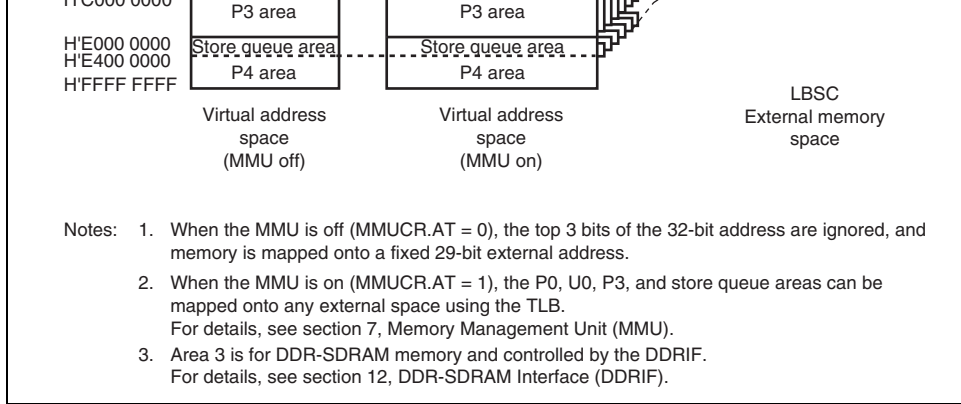 H'C000 0000
P3 area
P3 area
H'E000 0000
Store queue area
Store queue area
H'E400 0000
P4 area
P4 area
H'FFFF FFFF
Virtual address
space
(MMU off)
Virtual address
space
(MMU on)
LBSC
External memory
space
Notes: 1. When the MMU is off (MMUCR.AT = 0), the top 3 bits of the 32-bit address are ignored, and
memory is mapped onto a fixed 29-bit external address.
2. When the MMU is on (MMUCR.AT = 1), the P0, U0, P3, and store queue areas can be
mapped onto any external space using the TLB.
For details, see section 7, Memory Management Unit (MMU).
3. Area 3 is for DDR-SDRAM memory and controlled by the DDRIF.
For details, see section 12, DDR-SDRAM Interface (DDRIF).